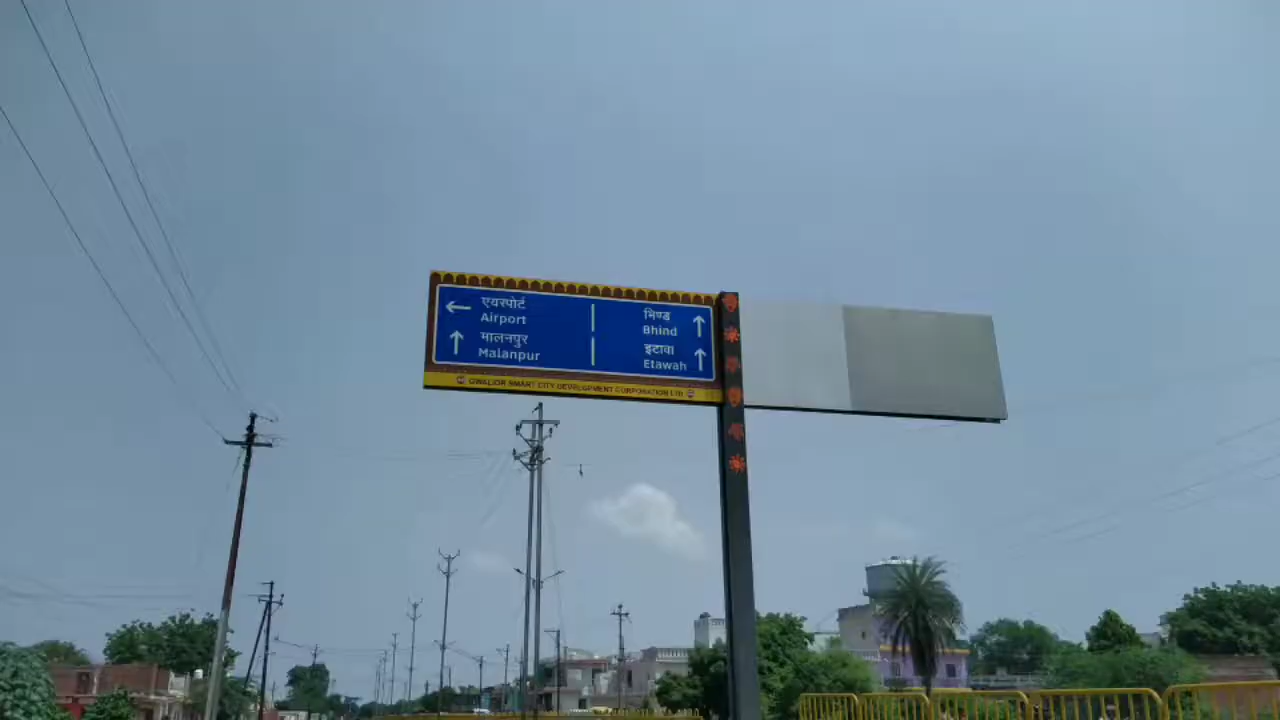 एयरपोर्ट
Airport
मालनपुर
Malanpur
भिण्ड
Bhind
इटावा
Etawah
GWALIOR SMART CITY DEVELOPMENT CORPORATION LTD